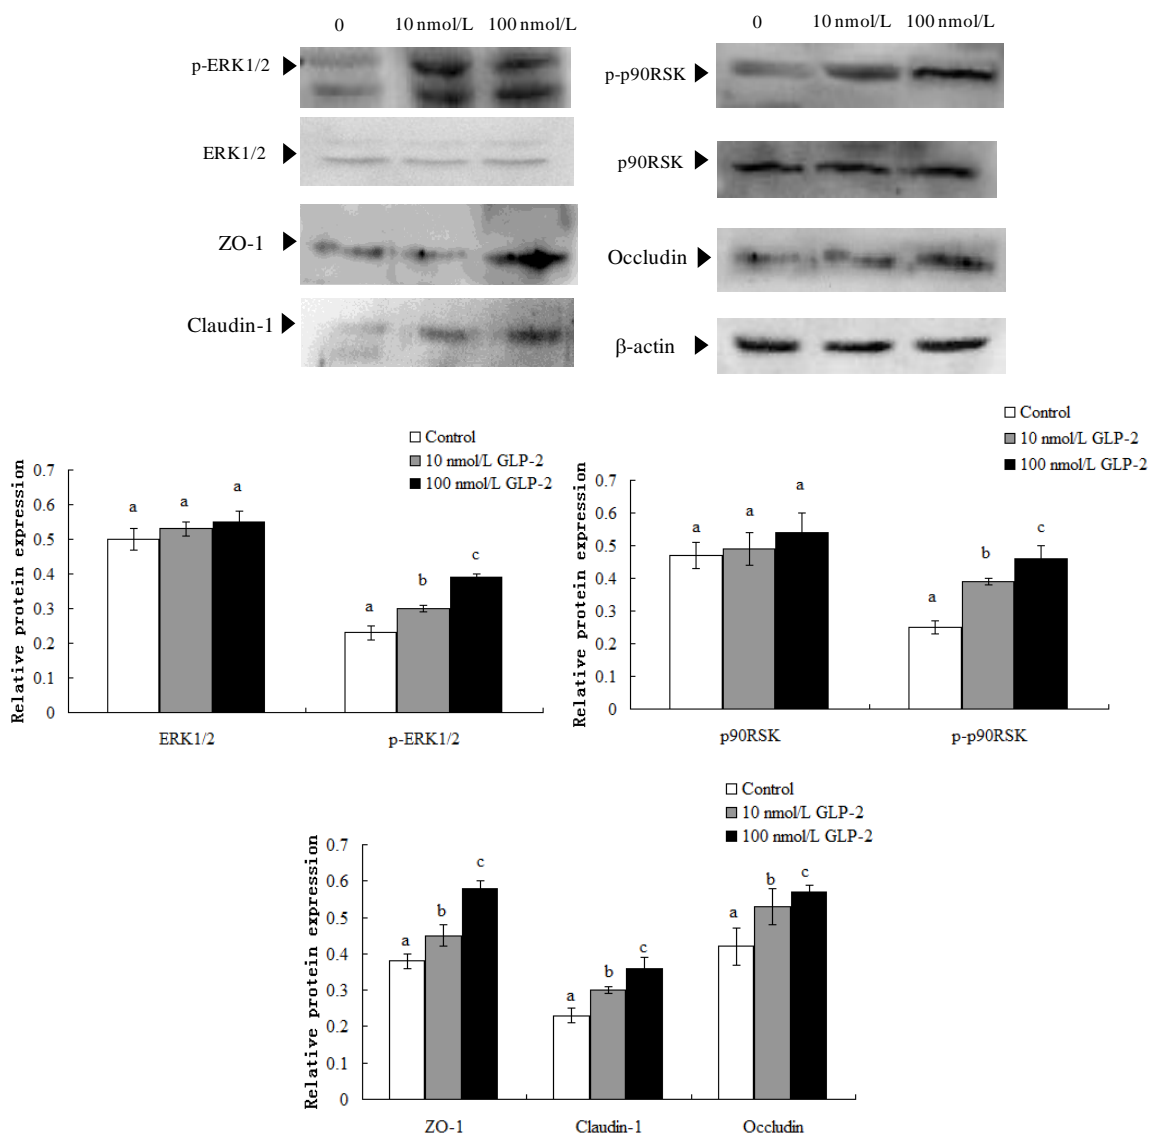 0 10 nmol/L 100 nmol/L
p-ERK1/2
ERK1/2
ZO-1
Claudin-1
0 10 nmol/L 100 nmol/L
p-p90RSK
p90RSK
Occludin
β-actin
Control
10 nmol/L GLP-2
100 nmol/L GLP-2
Relative protein expression
0.7
0.6
0.5
0.4
0.3
0.2
0.1
0
a a a
a b c
ERK1/2 p-ERK1/2
Control
10 nmol/L GLP-2
100 nmol/L GLP-2
Relative protein expression
0.7
0.6
0.5
0.4
0.3
0.2
0.1
0
a a a
a b c
p90RSK p-p90RSK
Control
10 nmol/L GLP-2
100 nmol/L GLP-2
Relative protein expression
0.7
0.6
0.5
0.4
0.3
0.2
0.1
0
a b c
a b c
a b c
ZO-1 Claudin-1 Occludin